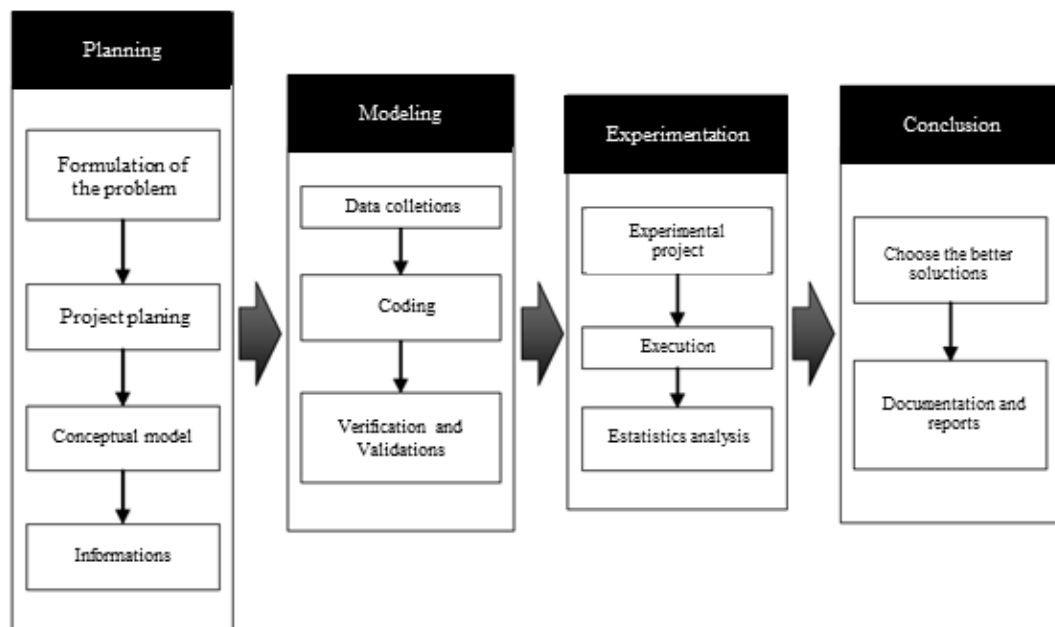 Planning
Formulation of
the problem
Project planing
Conceptual model
Informations
Modeling
Data colletions
Coding
Verification and
Validations
Experimentation
Experimental
project
Execution
Estatistics analysis
Conclusion
Choose the better
soluctions
Documentation and
reports